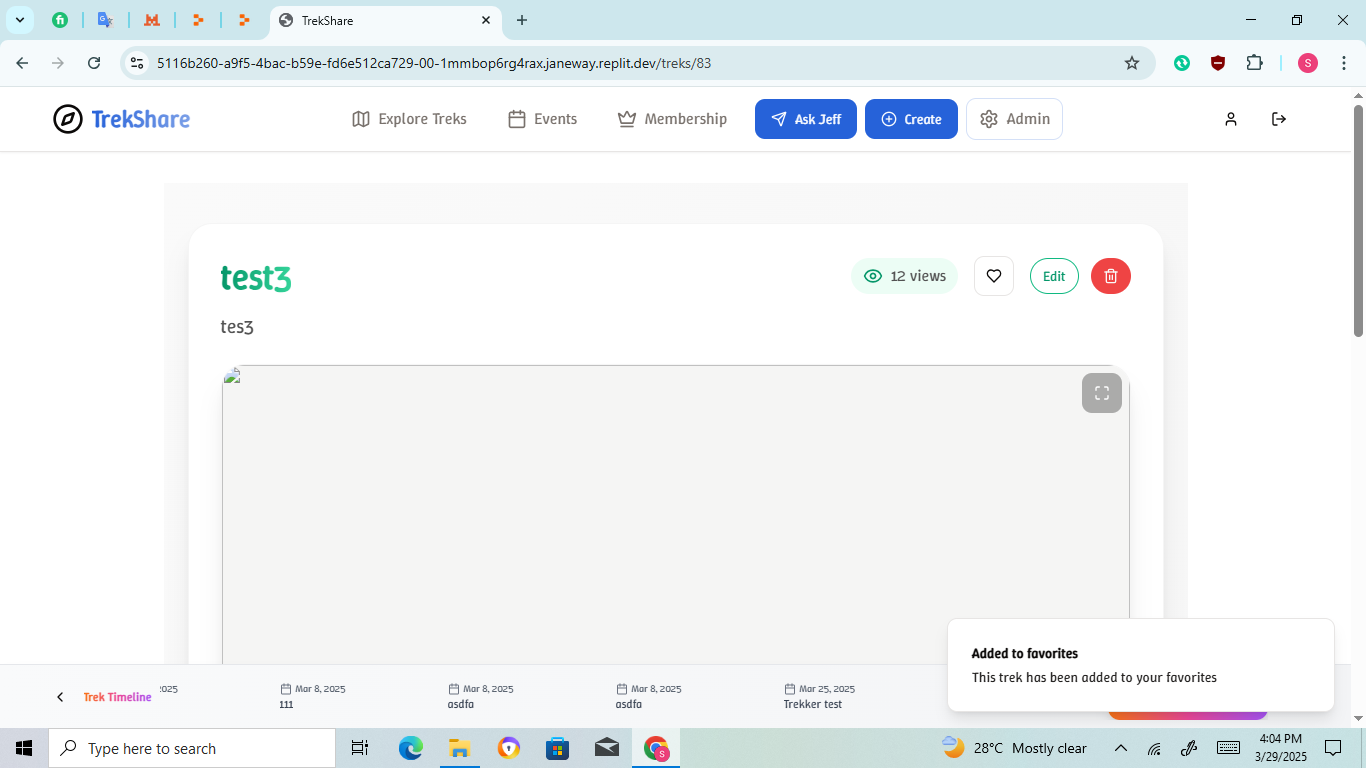 TrekShare
5116b260-a9f5-4bac-b59e-fd6e512ca729-00-1mmbop6rg4rax.janeway.replit.dev/treks/83
S
TrekShare
Explore Treks
Events
Membership
Ask Jeff
Create
Admin
test3
12 views
Edit
tes3
Added to favorites
This trek has been added to your favorites
Trek Timeline
2025
Mar 8, 2025
111
Mar 8, 2025
asdfa
Mar 8, 2025
asdfa
Mar 25, 2025
Trekker test
Type here to search
S
28°C Mostly clear
4:04 PM
3/29/2025